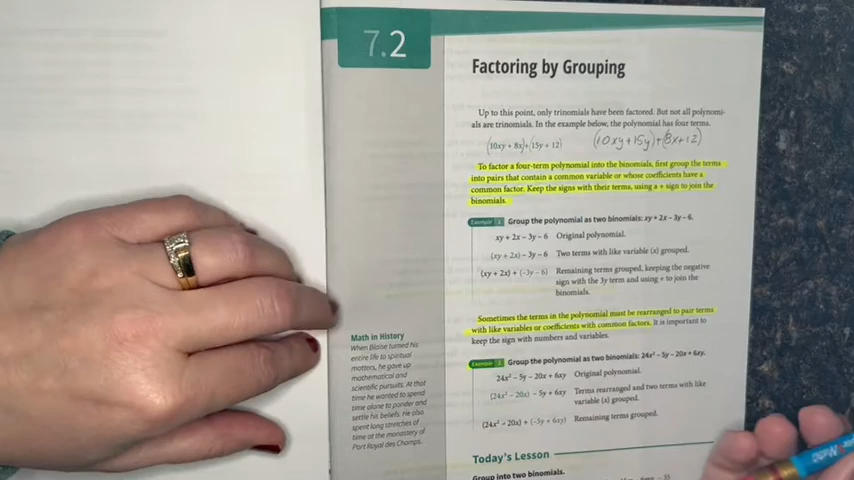 7.2
Factoring by Grouping
Up to this point, only trinomials have been factored. But not all polynomi-
als are trinomials. In the example below, the polynomial has four terms.
(10xy + 8x)+(15y + 12) (10xy+15y)+(8x+12)
To factor a four-term polynomial into the binomials, first group the terms
into pairs that contain a common variable or whose coefficients have a
common factor. Keep the signs with their terms, using a + sign to join the
binomials.
Example 1 Group the polynomial as two binomials: xy + 2x − 3y − 6.
xy + 2x − 3y − 6 Original polynomial.
(xy + 2x) − 3y − 6 Two terms with like variable (x) grouped.
(xy + 2x) + (−3y − 6) Remaining terms grouped, keeping the negative
sign with the 3y term and using + to join the
binomials.
Sometimes the terms in the polynomial must be rearranged to pair terms
with like variables or coefficients with common factors. It is important to
keep the sign with numbers and variables.
Example 2 Group the polynomial as two binomials: 24x² − 5y − 20x + 6xy.
24x² − 5y − 20x + 6xy Original polynomial.
(24x² − 20x) − 5y + 6xy Terms rearranged and two terms with like
variable (x) grouped.
(24x² − 20x) + (−5y + 6xy) Remaining terms grouped.
Math in History
When Blaise turned his
entire life to spiritual
matters, he gave up
mathematical and
scientific pursuits. At that
time he wanted to spend
time alone to ponder and
settle his beliefs. He also
spent long stretches of
time at the monastery of
Port Royal des Champs.
Today's Lesson
Group into two binomials.